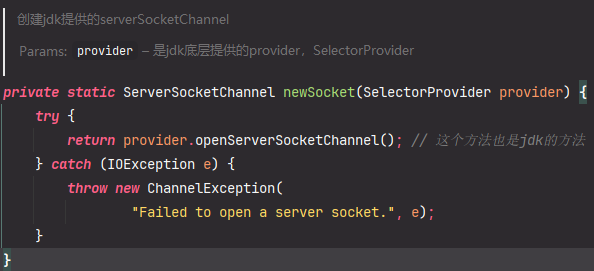 创建jdk提供的serverSocketChannel
Params: provider – 是jdk底层提供的provider，SelectorProvider
private static ServerSocketChannel newSocket(SelectorProvider provider) {
try {
return provider.openServerSocketChannel(); // 这个方法也是jdk的方法
} catch (IOException e) {
throw new ChannelException(
"Failed to open a server socket.", e);
}
}